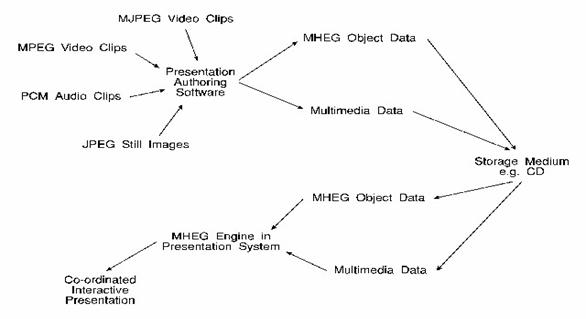 MJPEG Video Clips
MPEG Video Clips
MHEG Object Data
Presentation
Authoring
Software
PCM Audio Clips
Multimedia Data
JPEG Still Images
Storage Medium
e.g. CD
MHEG Object Data
MHEG Engine in
Presentation System
Multimedia Data
Co-ordinated
Interactive
Presentation